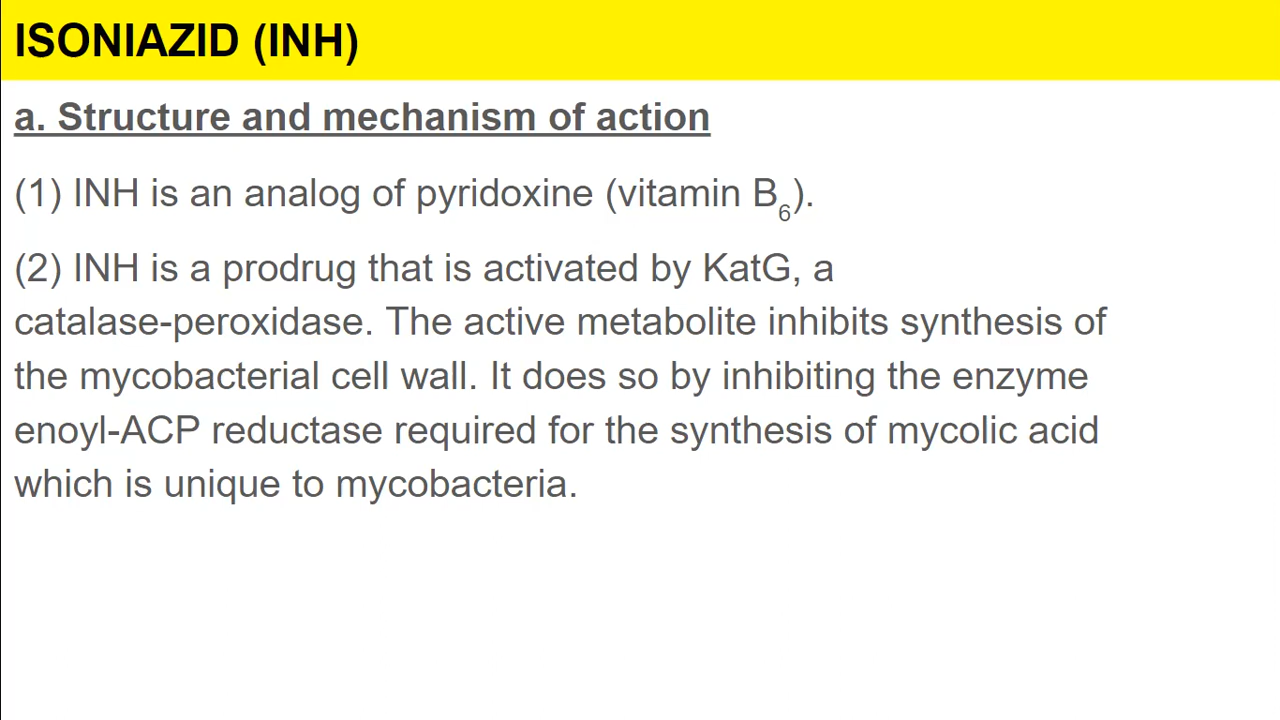 ISONIAZID (INH)
a. Structure and mechanism of action
(1) INH is an analog of pyridoxine (vitamin B₆).
(2) INH is a prodrug that is activated by KatG, a
catalase-peroxidase. The active metabolite inhibits synthesis of
the mycobacterial cell wall. It does so by inhibiting the enzyme
enoyl-ACP reductase required for the synthesis of mycolic acid
which is unique to mycobacteria.